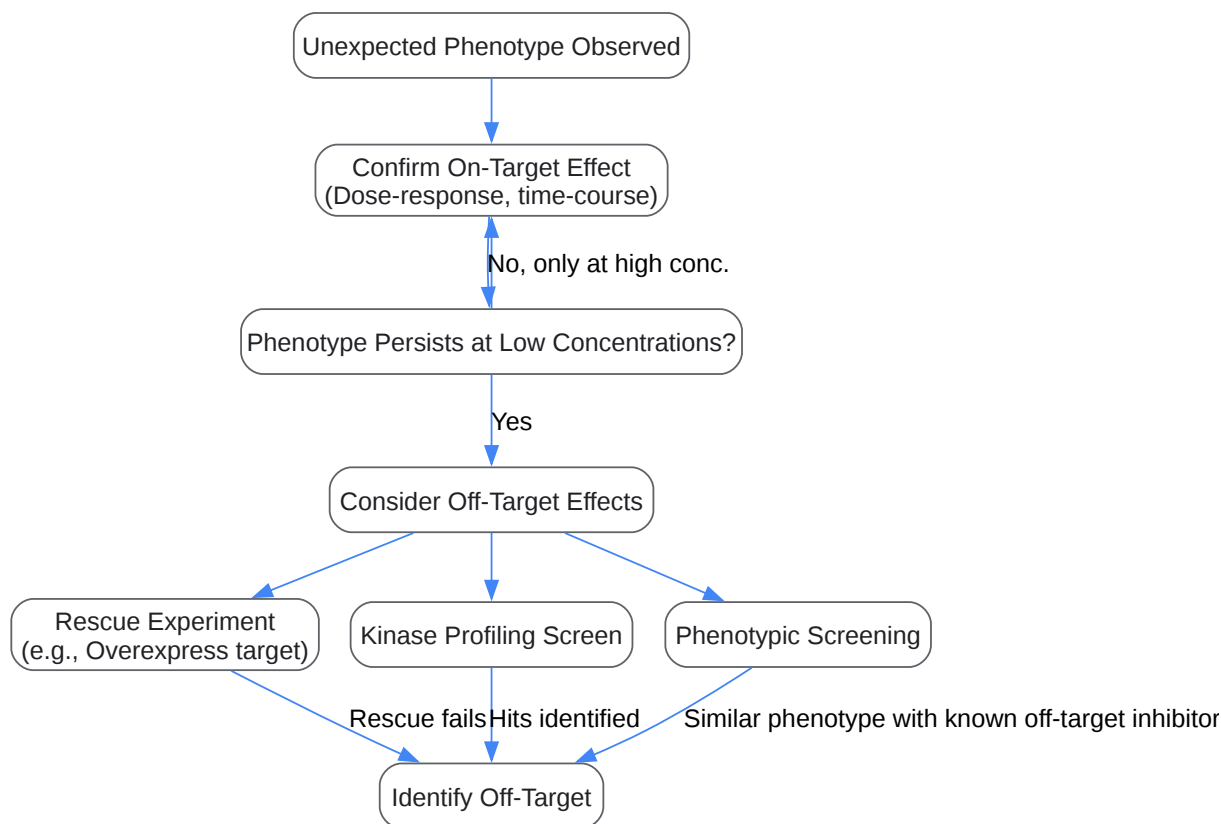 Unexpected Phenotype Observed
Confirm On-Target Effect
(Dose-response, time-course)
No, only at high conc.
Phenotype Persists at Low Concentrations?
Yes
Consider Off-Target Effects
Rescue Experiment
(e.g., Overexpress target)
Kinase Profiling Screen
Phenotypic Screening
Rescue fails
Hits identified
Similar phenotype with known off-target inhibitor
Identify Off-Target